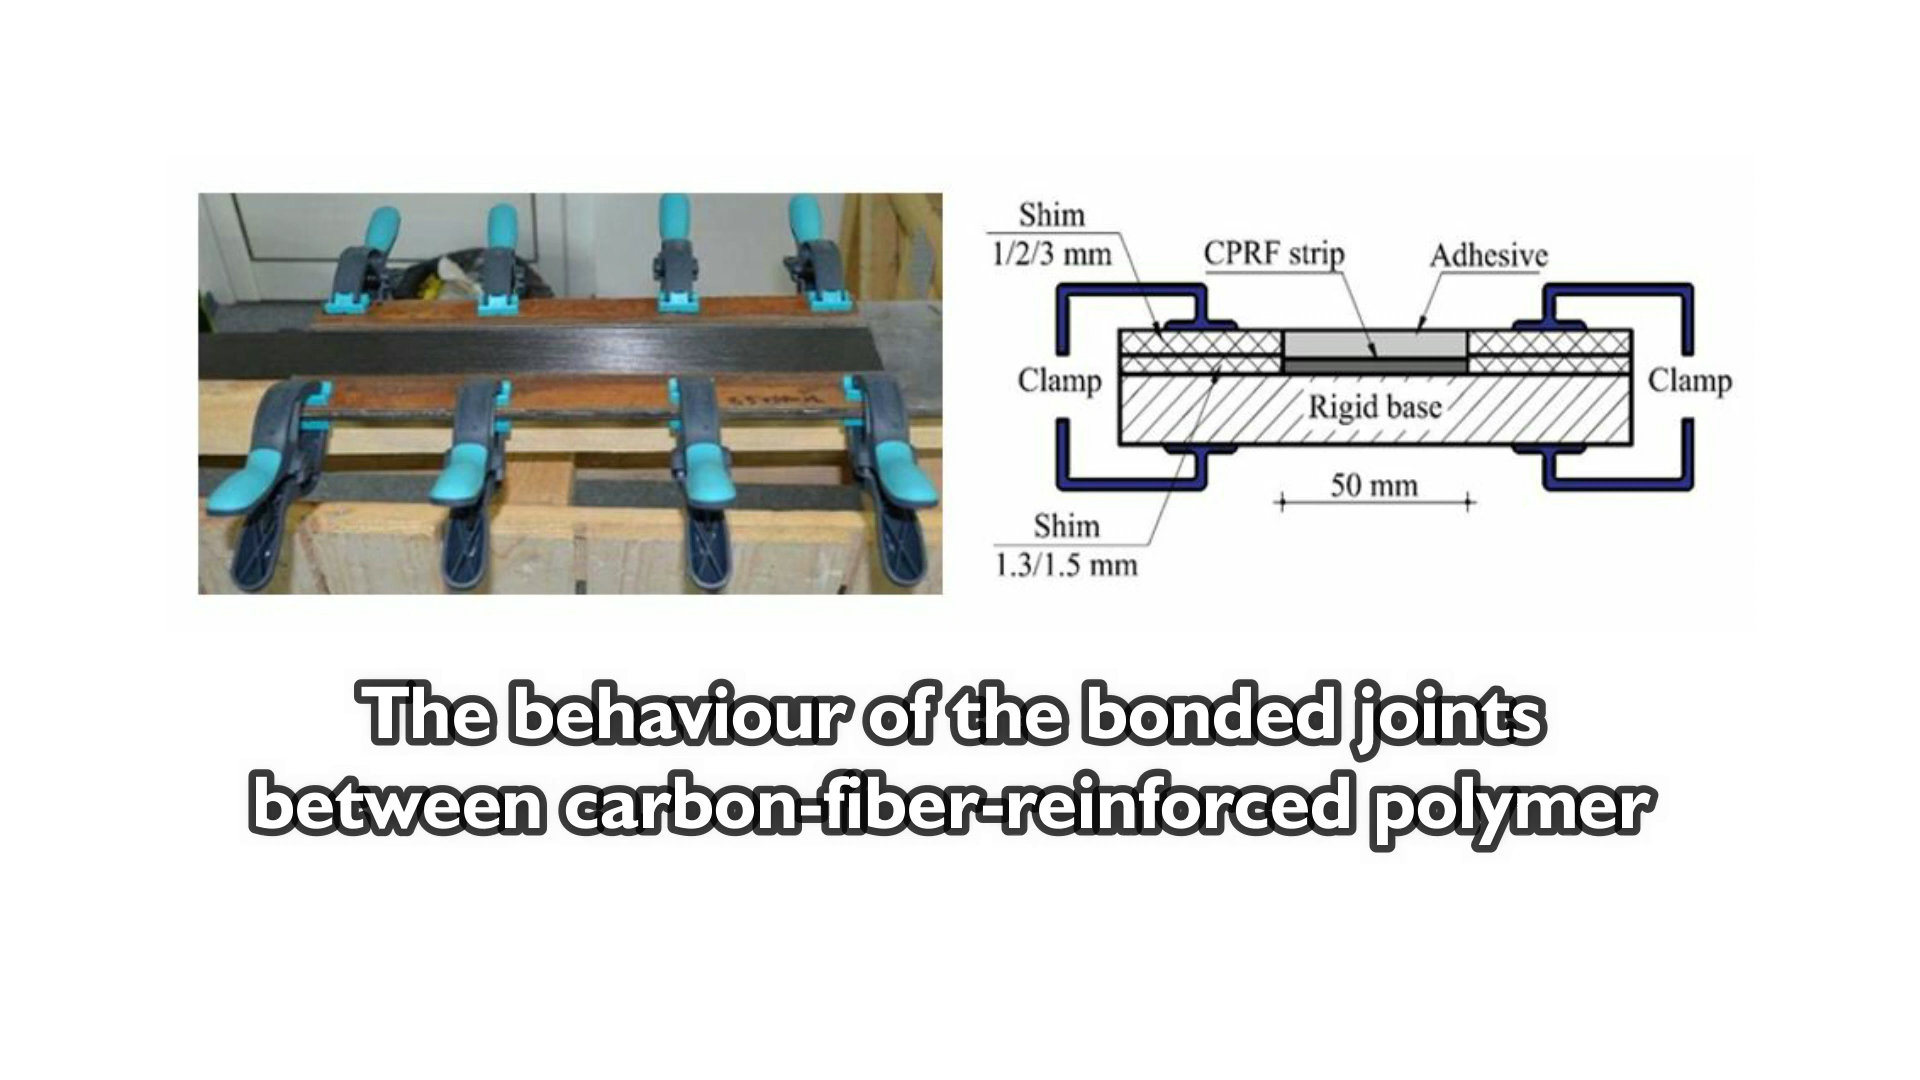 Shim
1/2/3 mm
CPRF strip
Adhesive
Clamp
Clamp
Rigid base
50 mm
Shim
1.3/1.5 mm
The behaviour of the bonded joints
between carbon-fiber-reinforced polymer